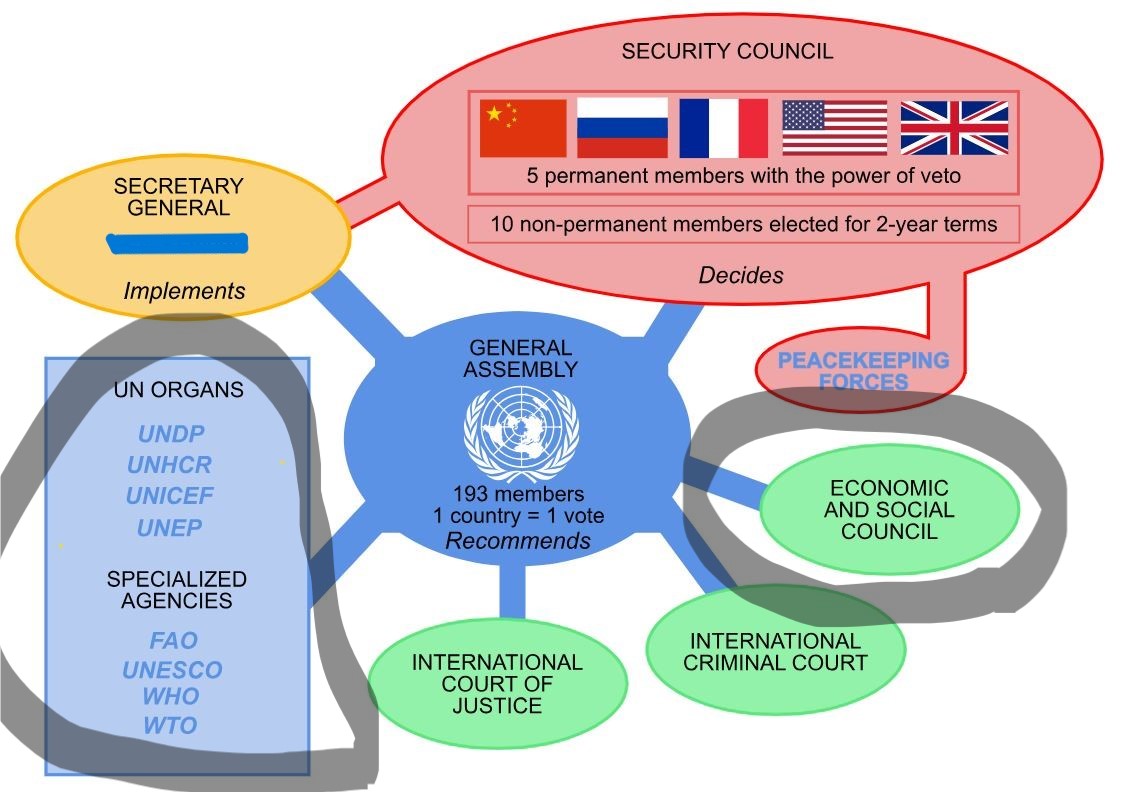 SECURITY COUNCIL
5 permanent members with the power of veto
10 non-permanent members elected for 2-year terms
Decides
SECRETARY
GENERAL
Implements
PEACEKEEPING
FORCES
GENERAL
ASSEMBLY
193 members
1 country = 1 vote
Recommends
UN ORGANS
UNDP
UNHCR
UNICEF
UNEP
SPECIALIZED
AGENCIES
FAO
UNESCO
WHO
WTO
ECONOMIC
AND SOCIAL
COUNCIL
INTERNATIONAL
CRIMINAL COURT
INTERNATIONAL
COURT OF
JUSTICE